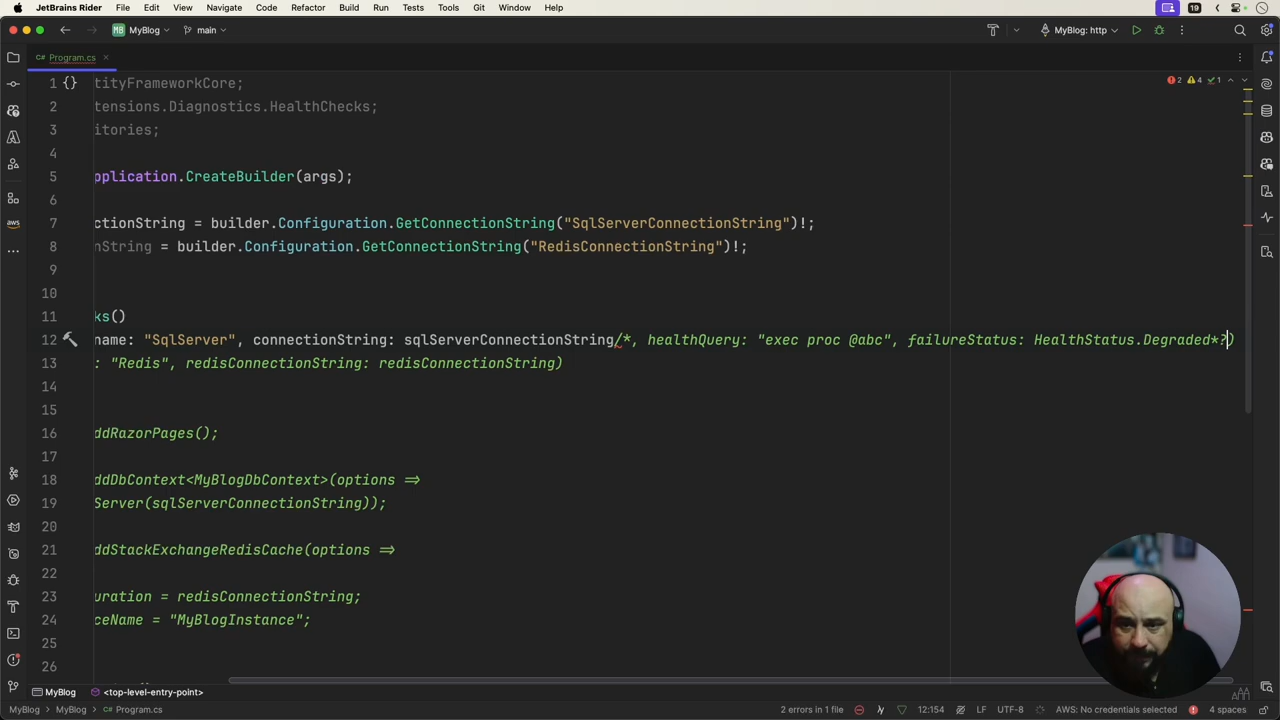 JetBrains Rider File Edit View Navigate Code Refactor Build Run Tests Tools Git Window Help 19
MB MyBlog main MyBlog: http
C# Program.cs ×
1 {} tityFrameworkCore; 2 4 1
2 tensions.Diagnostics.HealthChecks;
3 itories;
4
5 pplication.CreateBuilder(args);
6
7 ctionString = builder.Configuration.GetConnectionString("SqlServerConnectionString")!;
8 nString = builder.Configuration.GetConnectionString("RedisConnectionString")!;
9
10
11 ks()
12 name: "SqlServer", connectionString: sqlServerConnectionString/*, healthQuery: "exec proc @abc", failureStatus: HealthStatus.Degraded*?)
13 : "Redis", redisConnectionString: redisConnectionString)
14
15
16 ddRazorPages();
17
18 ddDbContext<MyBlogDbContext>(options =>
19 Server(sqlServerConnectionString));
20
21 ddStackExchangeRedisCache(options =>
22
23 uration = redisConnectionString;
24 ceName = "MyBlogInstance";
25
26
aws
MyBlog <top-level-entry-point>
MyBlog > MyBlog > C# Program.cs 2 errors in 1 file 12:154 LF UTF-8 AWS: No credentials selected 4 spaces